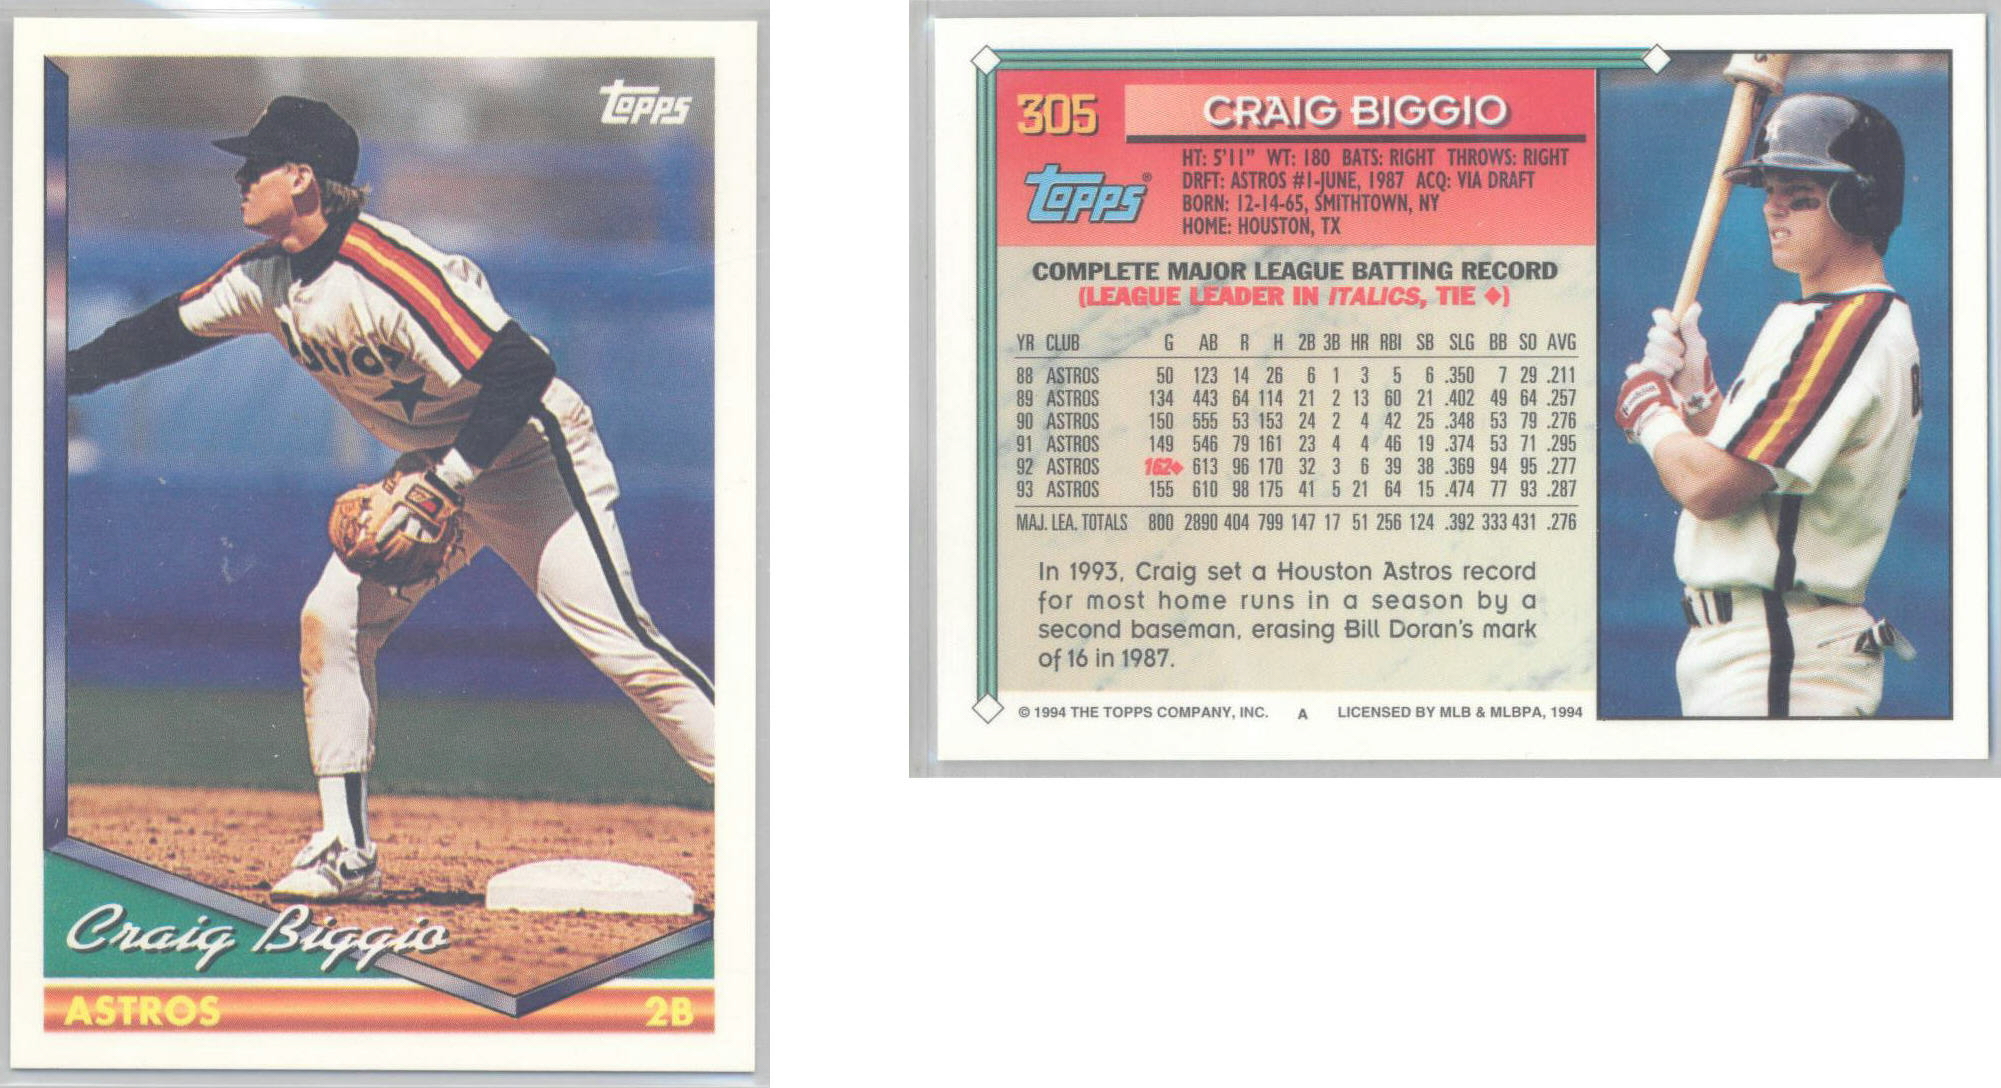 Topps
Astros
Craig Biggio
ASTROS 2B
305 CRAIG BIGGIO
Topps®
HT: 5'11" WT: 180 BATS: RIGHT THROWS: RIGHT
DRFT: ASTROS #1-JUNE, 1987 ACQ: VIA DRAFT
BORN: 12-14-65, SMITHTOWN, NY
HOME: HOUSTON, TX
COMPLETE MAJOR LEAGUE BATTING RECORD
(LEAGUE LEADER IN ITALICS, TIE ♦)
YR CLUB G AB R H 2B 3B HR RBI SB SLG BB SO AVG
88 ASTROS 50 123 14 26 6 1 3 5 6 .350 7 29 .211
89 ASTROS 134 443 64 114 21 2 13 60 21 .402 49 64 .257
90 ASTROS 150 555 53 153 24 2 4 42 25 .348 53 79 .276
91 ASTROS 149 546 79 161 23 4 4 46 19 .374 53 71 .295
92 ASTROS 162♦ 613 96 170 32 3 6 39 38 .369 94 95 .277
93 ASTROS 155 610 98 175 41 5 21 64 15 .474 77 93 .287
MAJ. LEA. TOTALS 800 2890 404 799 147 17 51 256 124 .392 333 431 .276
In 1993, Craig set a Houston Astros record
for most home runs in a season by a
second baseman, erasing Bill Doran's mark
of 16 in 1987.
© 1994 THE TOPPS COMPANY, INC. A LICENSED BY MLB & MLBPA, 1994